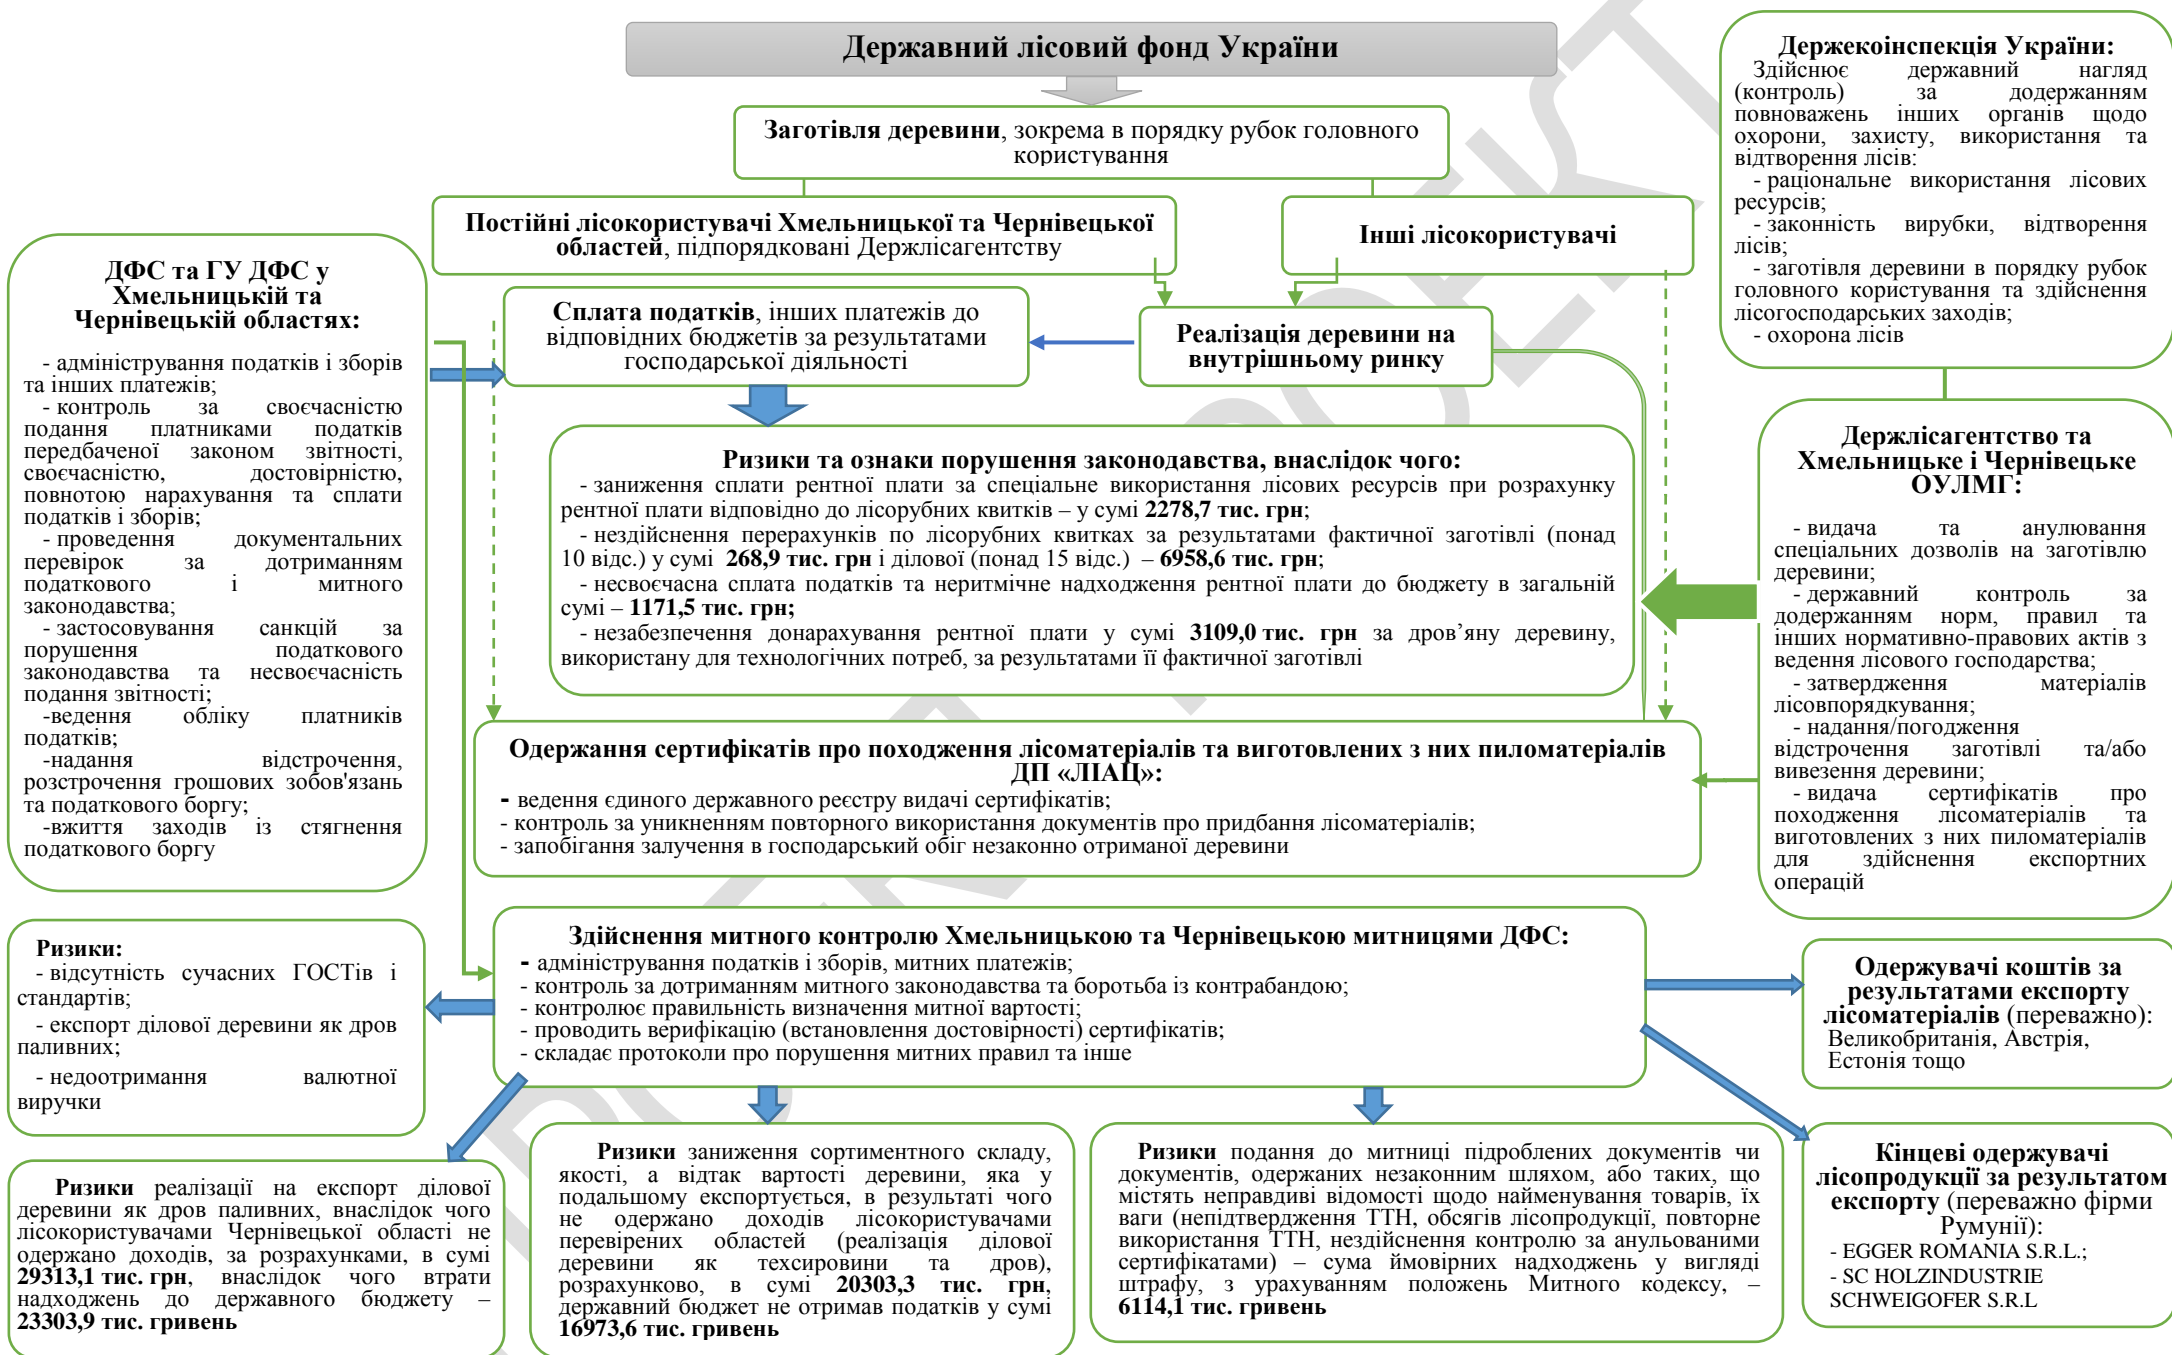 Державний лісовий фонд України
Заготівля деревини, зокрема в порядку рубок головного
користування
Постійні лісокористувачі Хмельницької та Чернівецької
областей, підпорядковані Держлісагентству
Інші лісокористувачі
Сплата податків, інших платежів до
відповідних бюджетів за результатами
господарської діяльності
Реалізація деревини на
внутрішньому ринку
Держекоінспекція України:
Здійснює державний нагляд
(контроль) за додержанням
повноважень інших органів щодо
охорони, захисту, використання та
відтворення лісів:
- раціональне використання лісових
ресурсів;
- законність вирубки, відтворення
лісів;
- заготівля деревини в порядку рубок
головного користування та здійснення
лісогосподарських заходів;
- охорона лісів
ДФС та ГУ ДФС у
Хмельницькій та
Чернівецькій областях:
- адміністрування податків і зборів
та інших платежів;
- контроль за своєчасністю
подання платниками податків
передбаченої законом звітності,
своєчасністю, достовірністю,
повнотою нарахування та сплати
податків і зборів;
- проведення документальних
перевірок за дотриманням
податкового і митного
законодавства;
- застосовування санкцій за
порушення податкового
законодавства та несвоєчасність
подання звітності;
-ведення обліку платників
податків;
-надання відстрочення,
розстрочення грошових зобов'язань
та податкового боргу;
-вжиття заходів із стягнення
податкового боргу
Ризики та ознаки порушення законодавства, внаслідок чого:
- заниження сплати рентної плати за спеціальне використання лісових ресурсів при розрахунку
рентної плати відповідно до лісорубних квитків – у сумі 2278,7 тис. грн;
- нездійснення перерахунків по лісорубних квитках за результатами фактичної заготівлі (понад
10 відс.) у сумі 268,9 тис. грн і ділової (понад 15 відс.) – 6958,6 тис. грн;
- несвоєчасна сплата податків та неритмічне надходження рентної плати до бюджету в загальній
сумі – 1171,5 тис. грн;
- незабезпечення донарахування рентної плати у сумі 3109,0 тис. грн за дров’яну деревину,
використану для технологічних потреб, за результатами її фактичної заготівлі
Держлісагентство та
Хмельницьке і Чернівецьке
ОУЛМГ:
- видача та анулювання
спеціальних дозволів на заготівлю
деревини;
- державний контроль за
додержанням норм, правил та
інших нормативно-правових актів з
ведення лісового господарства;
- затвердження матеріалів
лісовпорядкування;
- надання/погодження
відстрочення заготівлі та/або
вивезення деревини;
- видача сертифікатів про
походження лісоматеріалів та
виготовлених з них пиломатеріалів
для здійснення експортних
операцій
Одержання сертифікатів про походження лісоматеріалів та виготовлених з них пиломатеріалів
ДП «ЛІАЦ»:
- ведення єдиного державного реєстру видачі сертифікатів;
- контроль за уникненням повторного використання документів про придбання лісоматеріалів;
- запобігання залучення в господарський обіг незаконно отриманої деревини
Здійснення митного контролю Хмельницькою та Чернівецькою митницями ДФС:
- адміністрування податків і зборів, митних платежів;
- контроль за дотриманням митного законодавства та боротьба із контрабандою;
- контролює правильність визначення митної вартості;
- проводить верифікацію (встановлення достовірності) сертифікатів;
- складає протоколи про порушення митних правил та інше
Ризики:
- відсутність сучасних ГОСТів і
стандартів;
- експорт ділової деревини як дров
паливних;
- недоотримання валютної
виручки
Одержувачі коштів за
результатами експорту
лісоматеріалів (переважно):
Великобританія, Австрія,
Естонія тощо
Ризики реалізації на експорт ділової
деревини як дров паливних, внаслідок чого
лісокористувачами Чернівецької області не
одержано доходів, за розрахунками, в сумі
29313,1 тис. грн, внаслідок чого втрати
надходжень до державного бюджету –
23303,9 тис. гривень
Ризики заниження сортиментного складу,
якості, а відтак вартості деревини, яка у
подальшому експортується, в результаті чого
не одержано доходів лісокористувачами
перевірених областей (реалізація ділової
деревини як техсировини та дров),
розрахунково, в сумі 20303,3 тис. грн,
державний бюджет не отримав податків у сумі
16973,6 тис. гривень
Ризики подання до митниці підроблених документів чи
документів, одержаних незаконним шляхом, або таких, що
містять неправдиві відомості щодо найменування товарів, їх
ваги (непідтвердження ТТН, обсягів лісопродукції, повторне
використання ТТН, нездійснення контролю за анульованими
сертифікатами) – сума ймовірних надходжень у вигляді
штрафу, з урахуванням положень Митного кодексу, –
6114,1 тис. гривень
Кінцеві одержувачі
лісопродукції за результатом
експорту (переважно фірми
Румунії):
- EGGER ROMANIA S.R.L.;
- SC HOLZINDUSTRIE
SCHWEIGOFER S.R.L